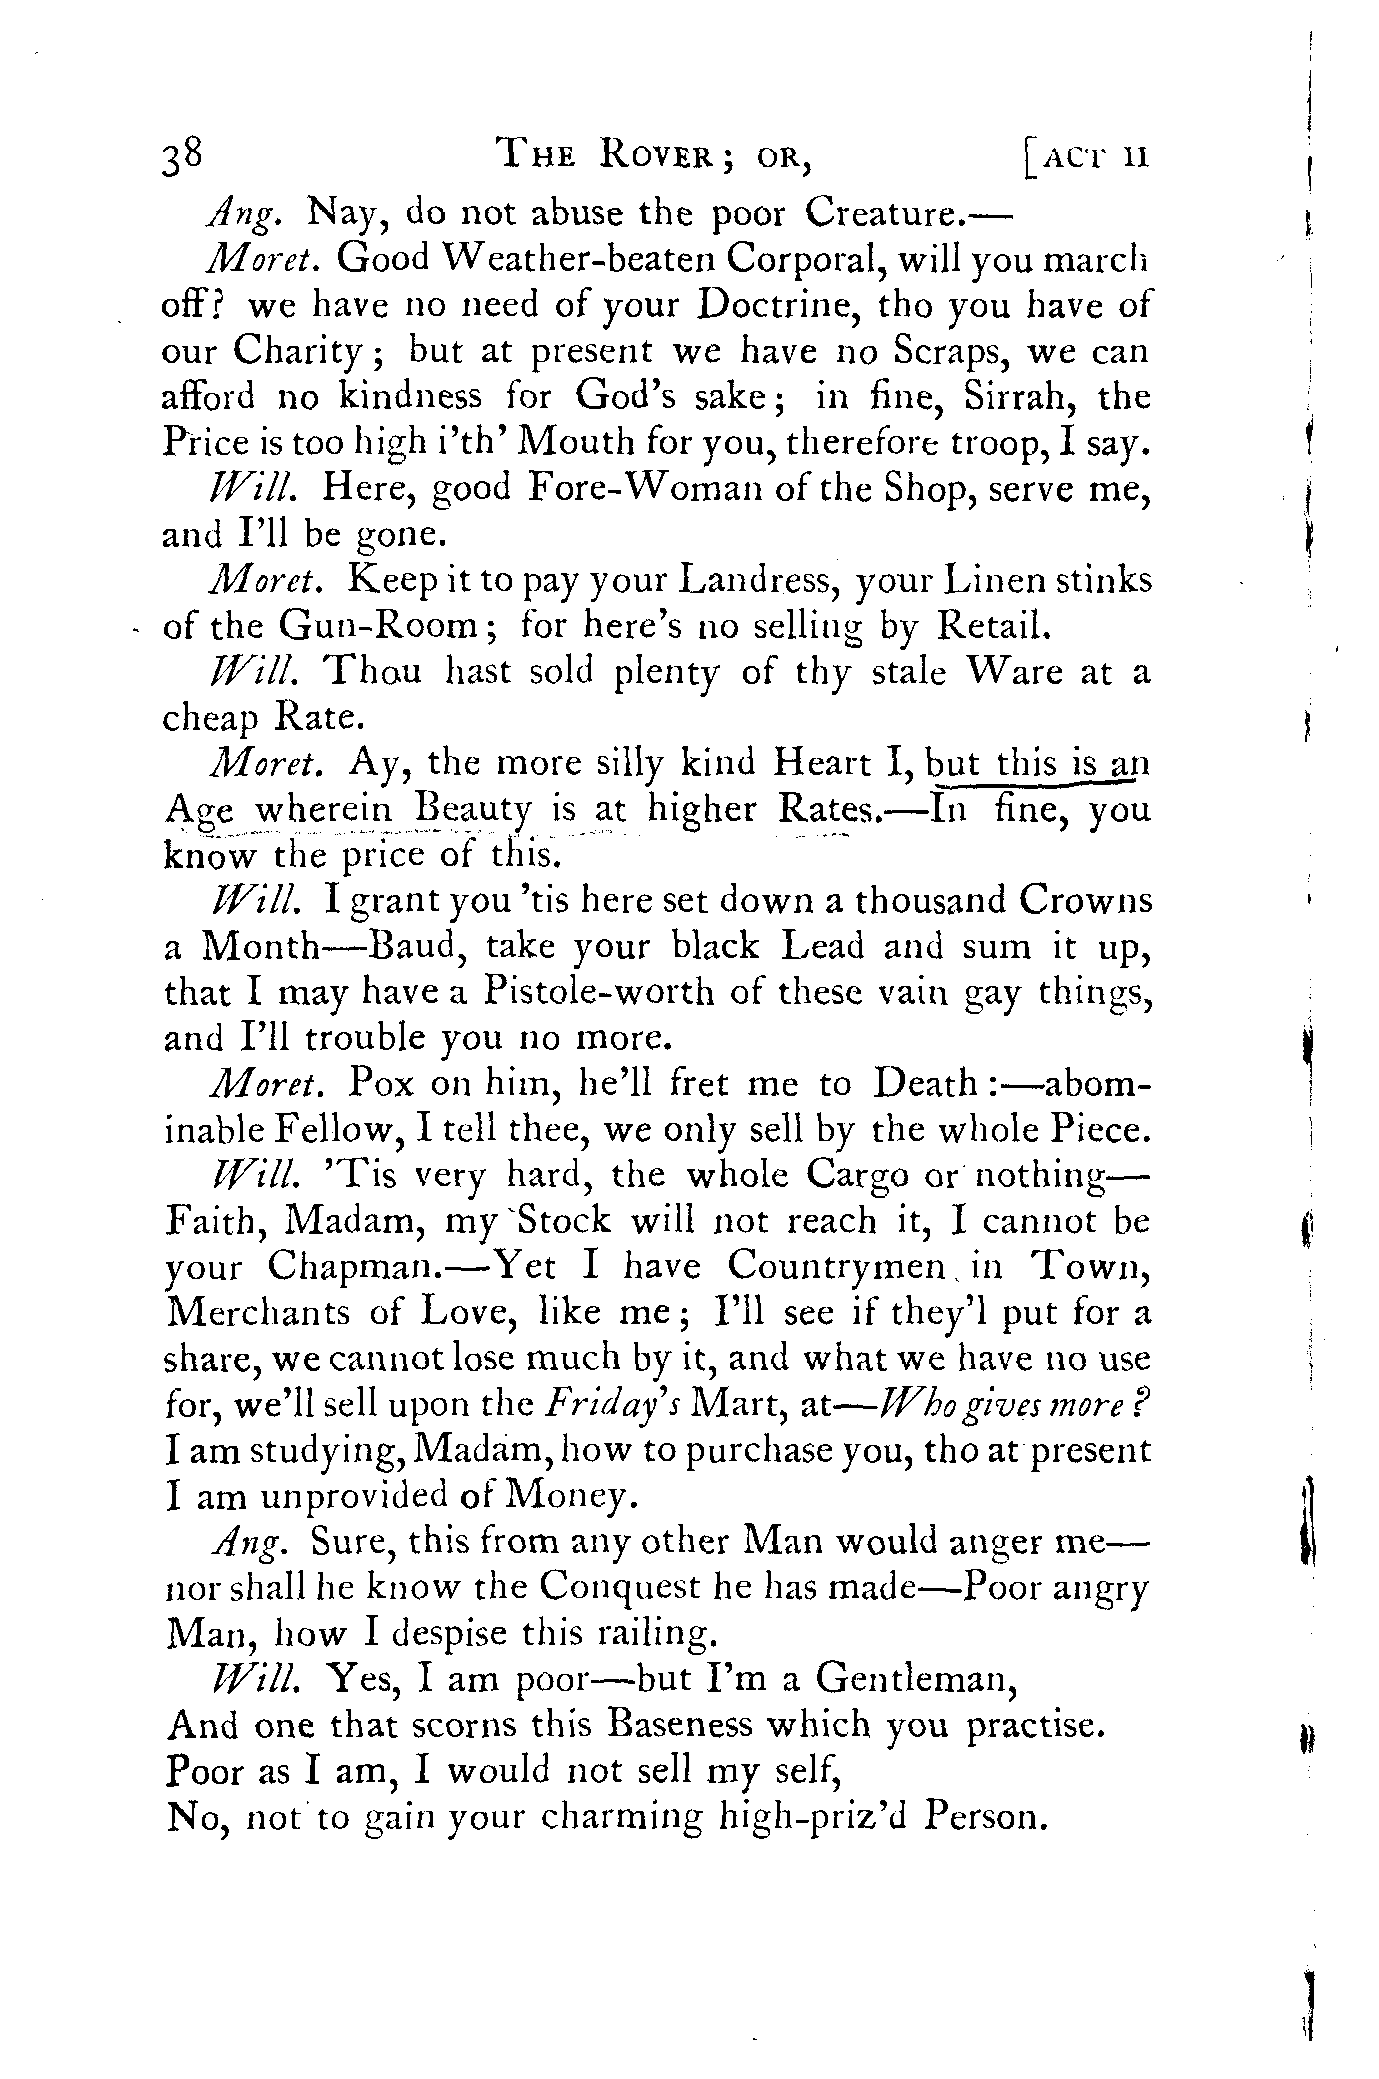 38 THE ROVER; OR, [ACT II
Ang. Nay, do not abuse the poor Creature.—
Moret. Good Weather-beaten Corporal, will you march
off? we have no need of your Doctrine, tho you have of
our Charity; but at present we have no Scraps, we can
afford no kindness for God's sake; in fine, Sirrah, the
Price is too high i'th' Mouth for you, therefore troop, I say.
Will. Here, good Fore-Woman of the Shop, serve me,
and I'll be gone.
Moret. Keep it to pay your Landress, your Linen stinks
of the Gun-Room; for here's no selling by Retail.
Will. Thou hast sold plenty of thy stale Ware at a
cheap Rate.
Moret. Ay, the more silly kind Heart I, but this is an
Age wherein Beauty is at higher Rates.—In fine, you
know the price of this.
Will. I grant you 'tis here set down a thousand Crowns
a Month—Baud, take your black Lead and sum it up,
that I may have a Pistole-worth of these vain gay things,
and I'll trouble you no more.
Moret. Pox on him, he'll fret me to Death:—abom-
inable Fellow, I tell thee, we only sell by the whole Piece.
Will. 'Tis very hard, the whole Cargo or nothing—
Faith, Madam, my Stock will not reach it, I cannot be
your Chapman.—Yet I have Countrymen in Town,
Merchants of Love, like me; I'll see if they'l put for a
share, we cannot lose much by it, and what we have no use
for, we'll sell upon the Friday's Mart, at—Who gives more?
I am studying, Madam, how to purchase you, tho at present
I am unprovided of Money.
Ang. Sure, this from any other Man would anger me—
nor shall he know the Conquest he has made—Poor angry
Man, how I despise this railing.
Will. Yes, I am poor—but I'm a Gentleman,
And one that scorns this Baseness which you practise.
Poor as I am, I would not sell my self,
No, not to gain your charming high-priz'd Person.